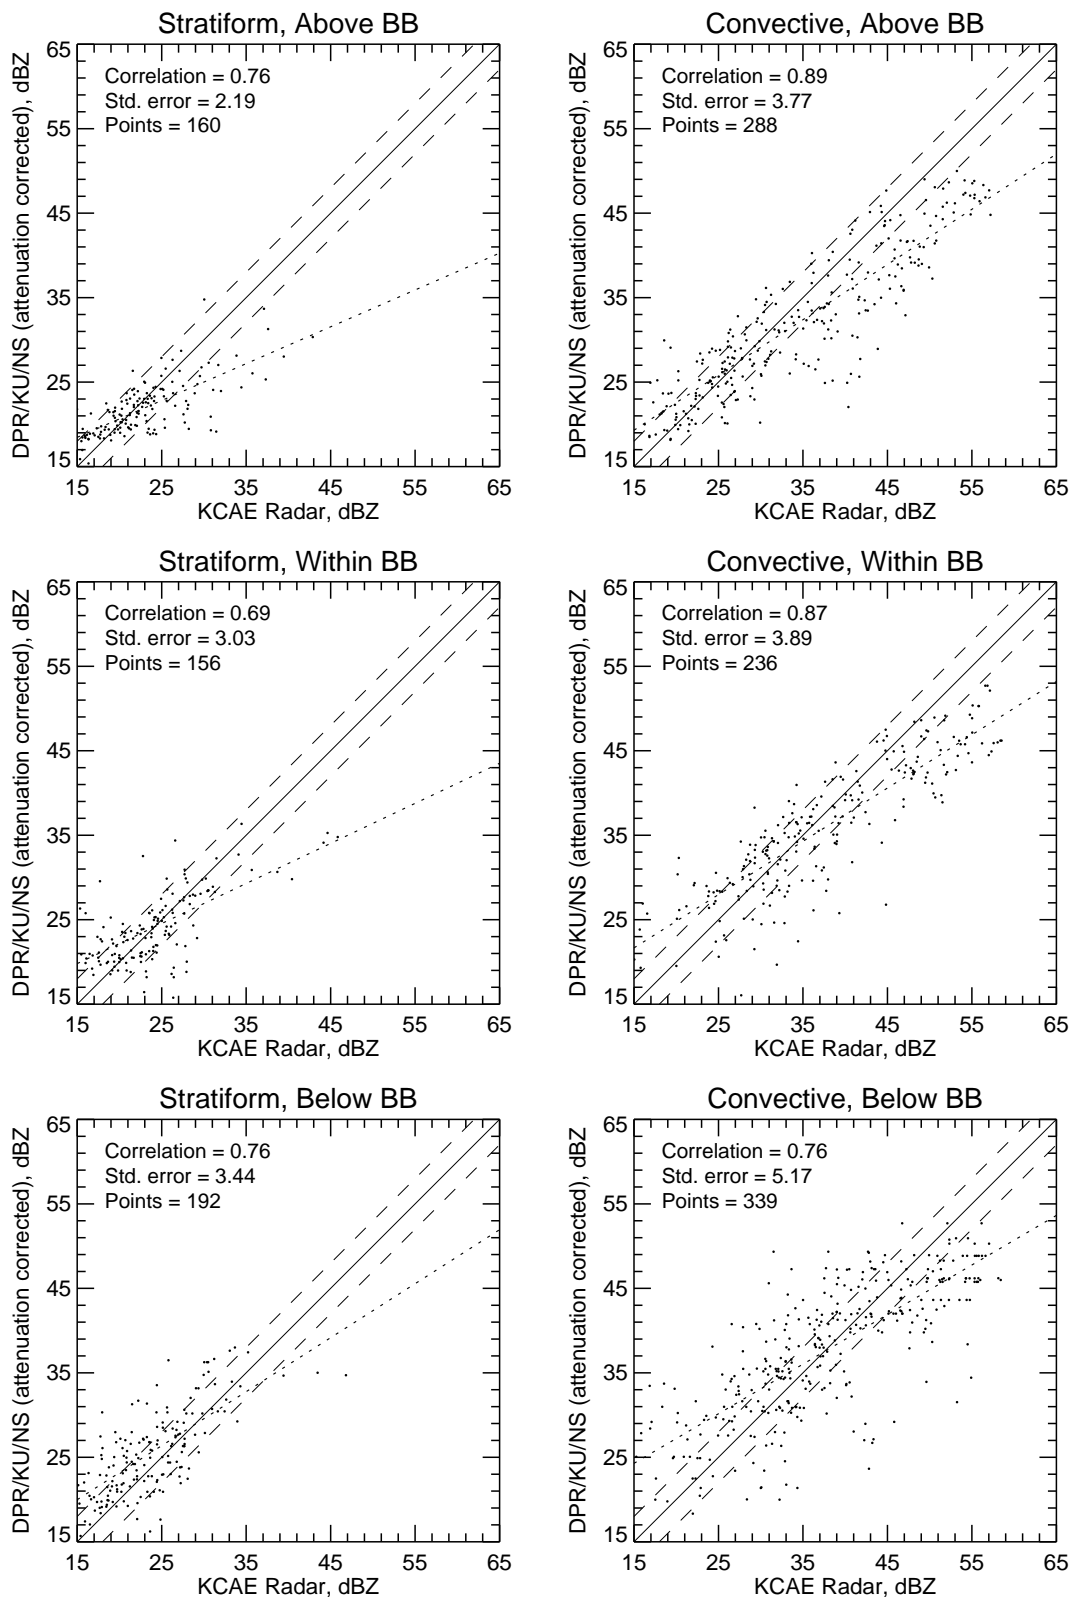 Stratiform, Above BB
Correlation = 0.76
Std. error = 2.19
Points = 160
DPR/KU/NS (attenuation corrected), dBZ
65
55
45
35
25
15
15 25 35 45 55 65
KCAE Radar, dBZ
Convective, Above BB
Correlation = 0.89
Std. error = 3.77
Points = 288
DPR/KU/NS (attenuation corrected), dBZ
65
55
45
35
25
15
15 25 35 45 55 65
KCAE Radar, dBZ
Stratiform, Within BB
Correlation = 0.69
Std. error = 3.03
Points = 156
DPR/KU/NS (attenuation corrected), dBZ
65
55
45
35
25
15
15 25 35 45 55 65
KCAE Radar, dBZ
Convective, Within BB
Correlation = 0.87
Std. error = 3.89
Points = 236
DPR/KU/NS (attenuation corrected), dBZ
65
55
45
35
25
15
15 25 35 45 55 65
KCAE Radar, dBZ
Stratiform, Below BB
Correlation = 0.76
Std. error = 3.44
Points = 192
DPR/KU/NS (attenuation corrected), dBZ
65
55
45
35
25
15
15 25 35 45 55 65
KCAE Radar, dBZ
Convective, Below BB
Correlation = 0.76
Std. error = 5.17
Points = 339
DPR/KU/NS (attenuation corrected), dBZ
65
55
45
35
25
15
15 25 35 45 55 65
KCAE Radar, dBZ